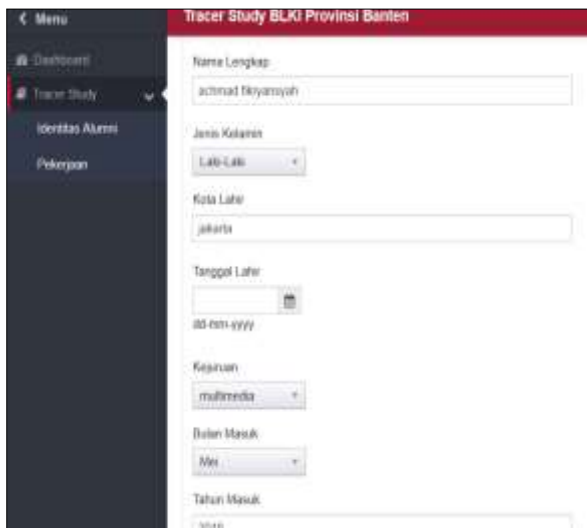 Menu
Tracer Study BLKI Provinsi Banten
Dashboard
Tracer Study
Identitas Alumni
Pekerjaan
Nama Lengkap
achmad fikriyansyah
Jenis Kelamin
Laki-Laki
Kota Lahir
jakarta
Tanggal Lahir
dd-mm-yyyy
Kejuruan
multimedia
Bulan Masuk
Mei
Tahun Masuk